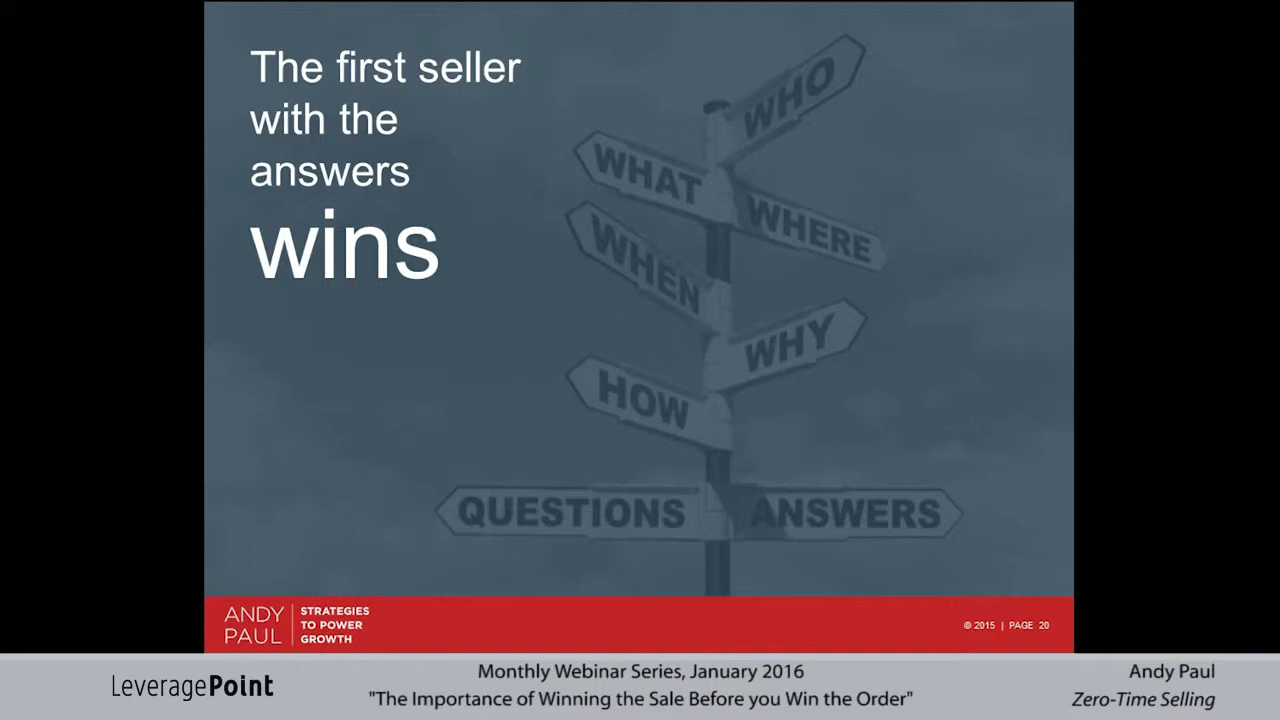 The first seller
with the
answers
wins
WHO
WHAT
WHERE
WHEN
WHY
HOW
QUESTIONS ANSWERS
ANDY
PAUL
STRATEGIES
TO POWER
GROWTH
© 2015 | PAGE 20
LeveragePoint
Monthly Webinar Series, January 2016
"The Importance of Winning the Sale Before you Win the Order"
Andy Paul
Zero-Time Selling